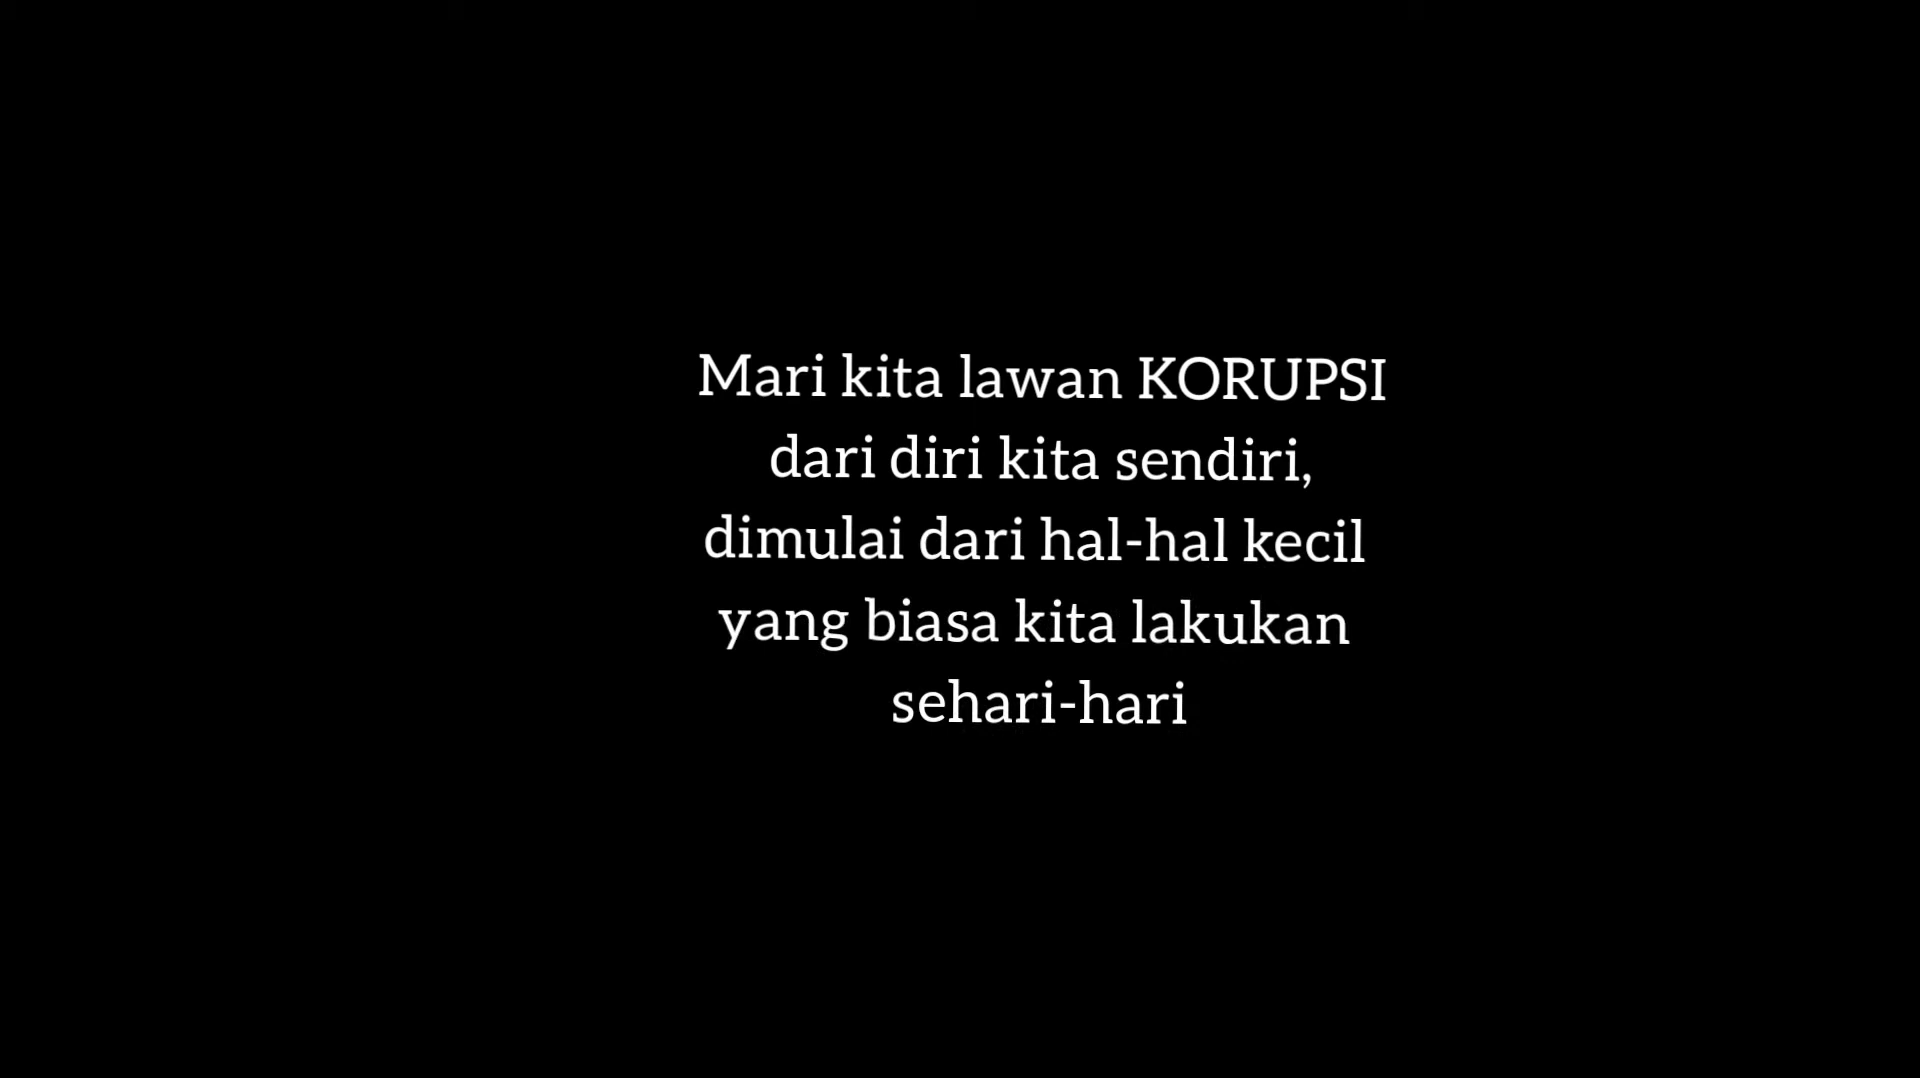 Mari kita lawan KORUPSI
dari diri kita sendiri,
dimulai dari hal-hal kecil
yang biasa kita lakukan
sehari-hari